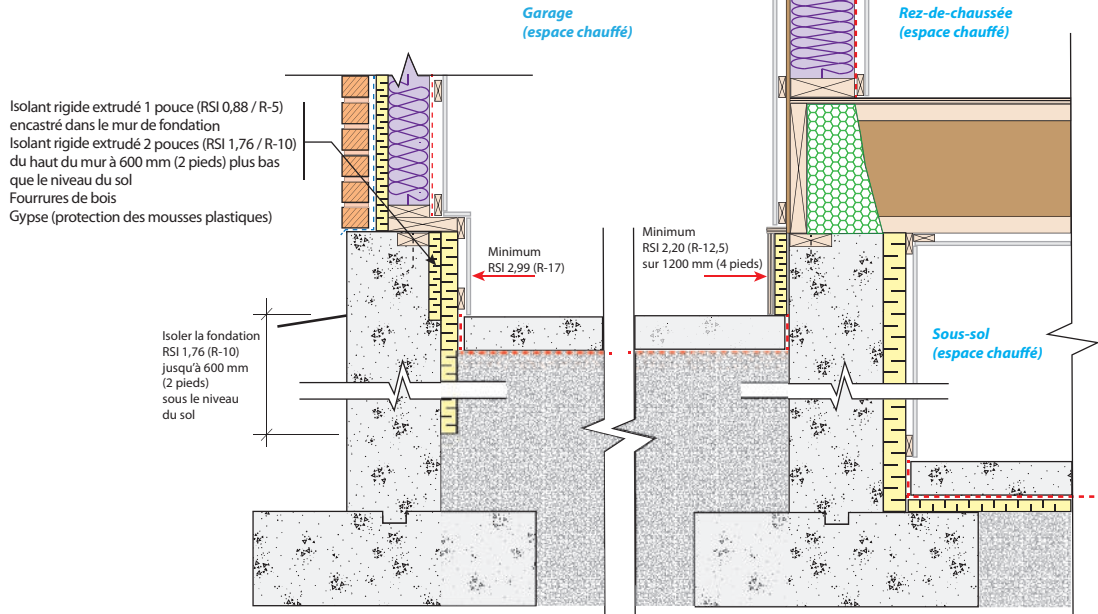 Garage
(espace chauffé)
Rez-de-chaussée
(espace chauffé)
Isolant rigide extrudé 1 pouce (RSI 0,88 / R-5)
encastré dans le mur de fondation
Isolant rigide extrudé 2 pouces (RSI 1,76 / R-10)
du haut du mur à 600 mm (2 pieds) plus bas
que le niveau du sol
Fourrures de bois
Gypse (protection des mousses plastiques)
Minimum
RSI 2,99 (R-17)
Minimum
RSI 2,20 (R-12,5)
sur 1200 mm (4 pieds)
Isoler la fondation
RSI 1,76 (R-10)
jusqu'à 600 mm
(2 pieds)
sous le niveau
du sol
Sous-sol
(espace chauffé)